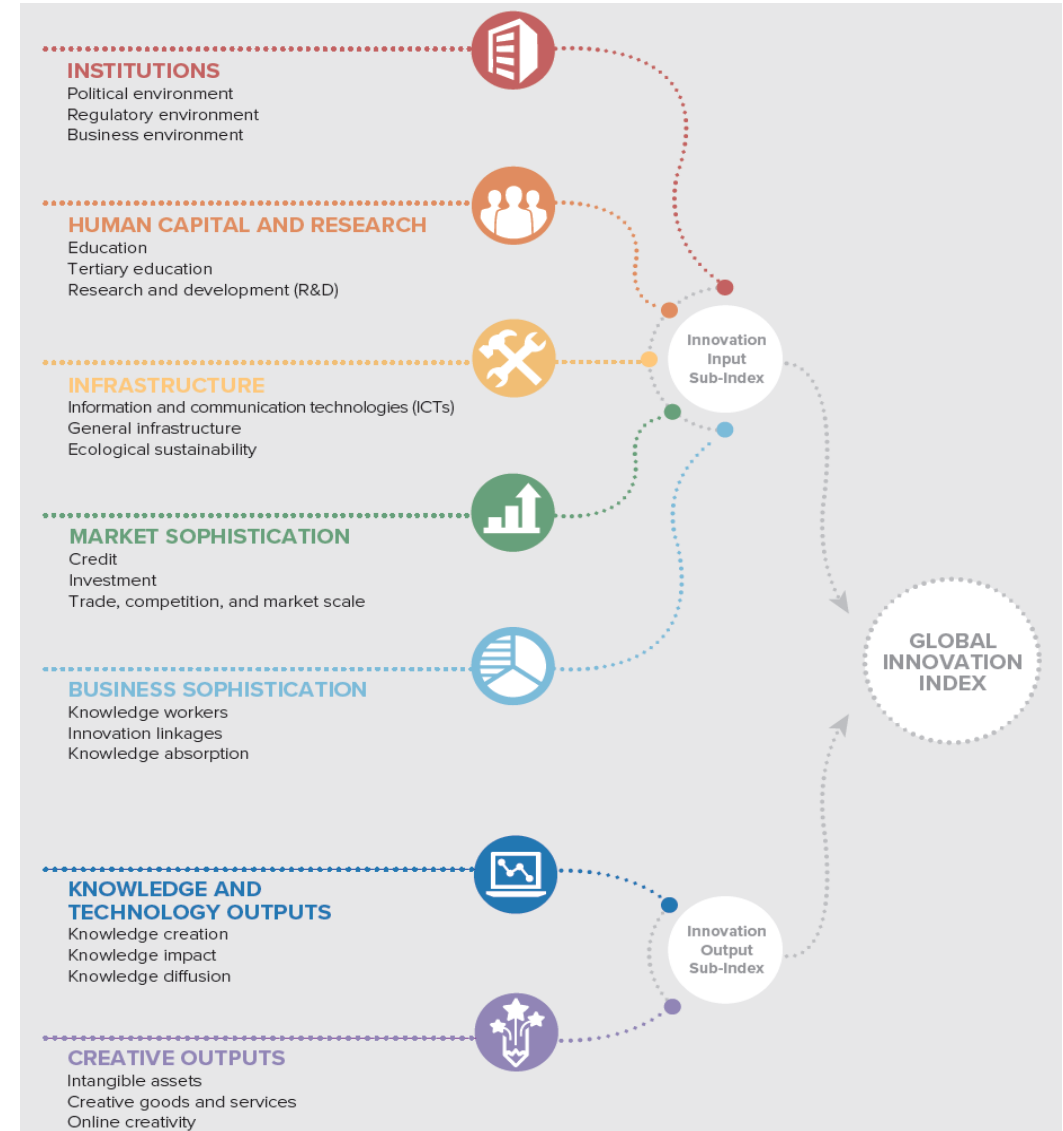 INSTITUTIONS
Political environment
Regulatory environment
Business environment
HUMAN CAPITAL AND RESEARCH
Education
Tertiary education
Research and development (R&D)
INFRASTRUCTURE
Information and communication technologies (ICTs)
General infrastructure
Ecological sustainability
MARKET SOPHISTICATION
Credit
Investment
Trade, competition, and market scale
BUSINESS SOPHISTICATION
Knowledge workers
Innovation linkages
Knowledge absorption
KNOWLEDGE AND
TECHNOLOGY OUTPUTS
Knowledge creation
Knowledge impact
Knowledge diffusion
CREATIVE OUTPUTS
Intangible assets
Creative goods and services
Online creativity
Innovation
Input
Sub-Index
Innovation
Output
Sub-Index
GLOBAL
INNOVATION
INDEX